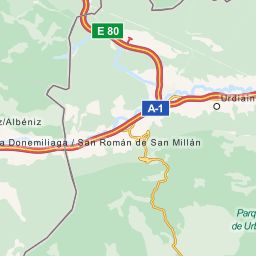 E 80
A-1
Urdiain
z/Albéniz
a Donemiliaga / San Román de San Millán
Parq
de Urb